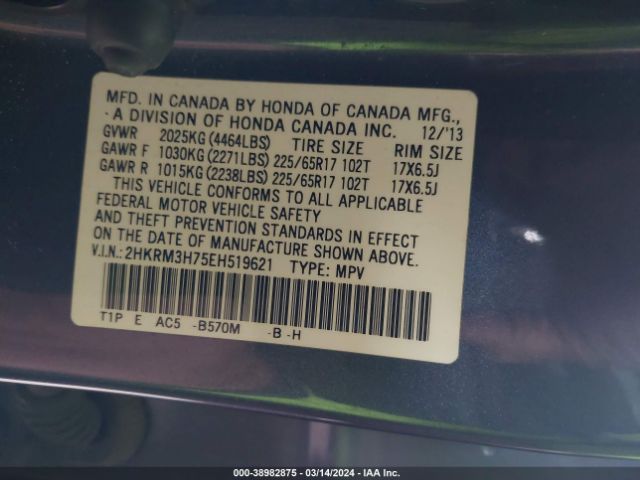 MFD. IN CANADA BY HONDA OF CANADA MFG.,
A DIVISION OF HONDA CANADA INC. 12/'13
GVWR 2025KG (4464LBS) TIRE SIZE RIM SIZE
GAWR F 1030KG (2271LBS) 225/65R17 102T 17X6.5J
GAWR R 1015KG (2238LBS) 225/65R17 102T 17X6.5J
THIS VEHICLE CONFORMS TO ALL APPLICABLE
FEDERAL MOTOR VEHICLE SAFETY
AND THEFT PREVENTION STANDARDS IN EFFECT
ON THE DATE OF MANUFACTURE SHOWN ABOVE.
V.I.N.: 2HKRM3H75EH519621 TYPE: MPV
T1P E AC5 -B570M -B -H
000-38982875 - 03/14/2024 - IAA Inc.